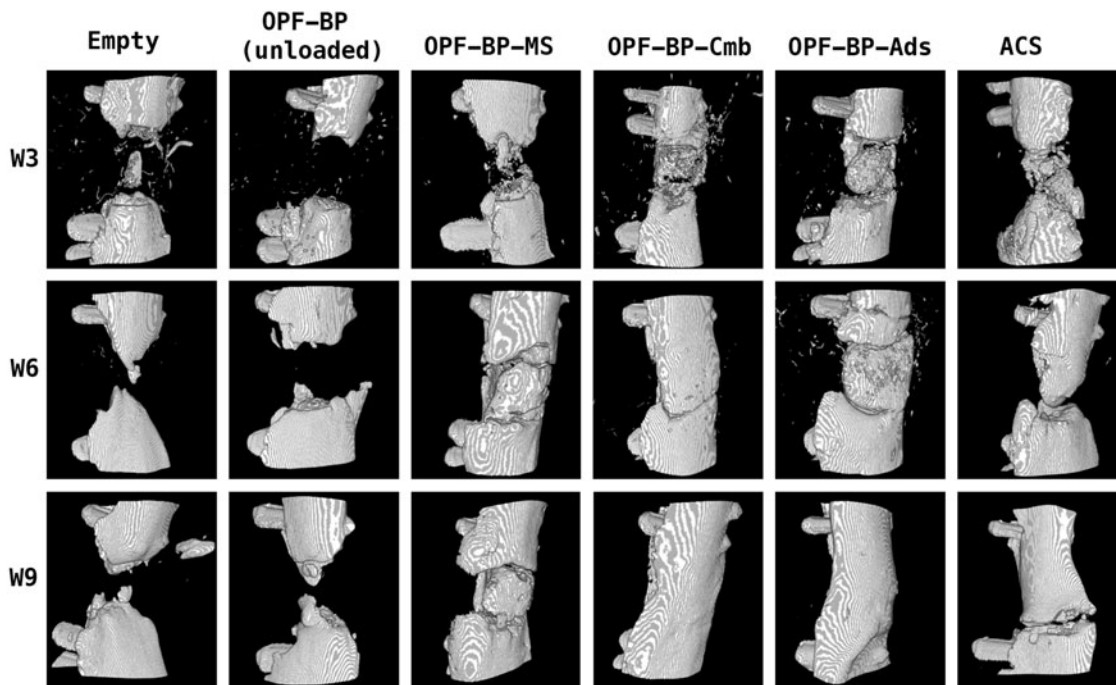 Empty
OPF-BP
(unloaded)
OPF-BP-MS
OPF-BP-Cmb
OPF-BP-Ads
ACS
W3
W6
W9